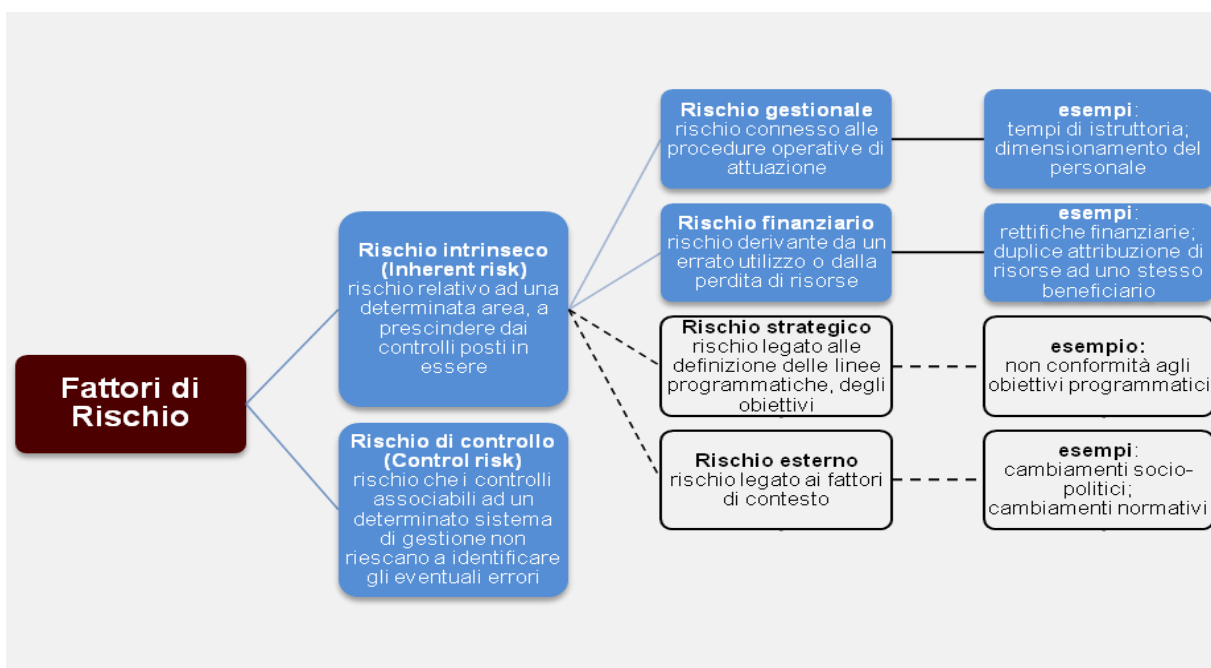 Fattori di
Rischio
Rischio intrinseco
(Inherent risk)
rischio relativo ad una
determinata area, a
prescindere dai
controlli posti in
essere
Rischio di controllo
(Control risk)
rischio che i controlli
associabili ad un
determinato sistema
di gestione non
riescano a identificare
gli eventuali errori
Rischio gestionale
rischio connesso alle
procedure operative di
attuazione
esempi:
tempi di istruttoria;
dimensionamento del
personale
Rischio finanziario
rischio derivante da un
errato utilizzo o dalla
perdita di risorse
esempi:
rettifiche finanziarie;
duplice attribuzione di
risorse ad uno stesso
beneficiario
Rischio strategico
rischio legato alle
definizione delle linee
programmatiche, degli
obiettivi
esempio:
non conformità agli
obiettivi programmatici
Rischio esterno
rischio legato ai fattori
di contesto
esempi:
cambiamenti socio-
politici;
cambiamenti normativi